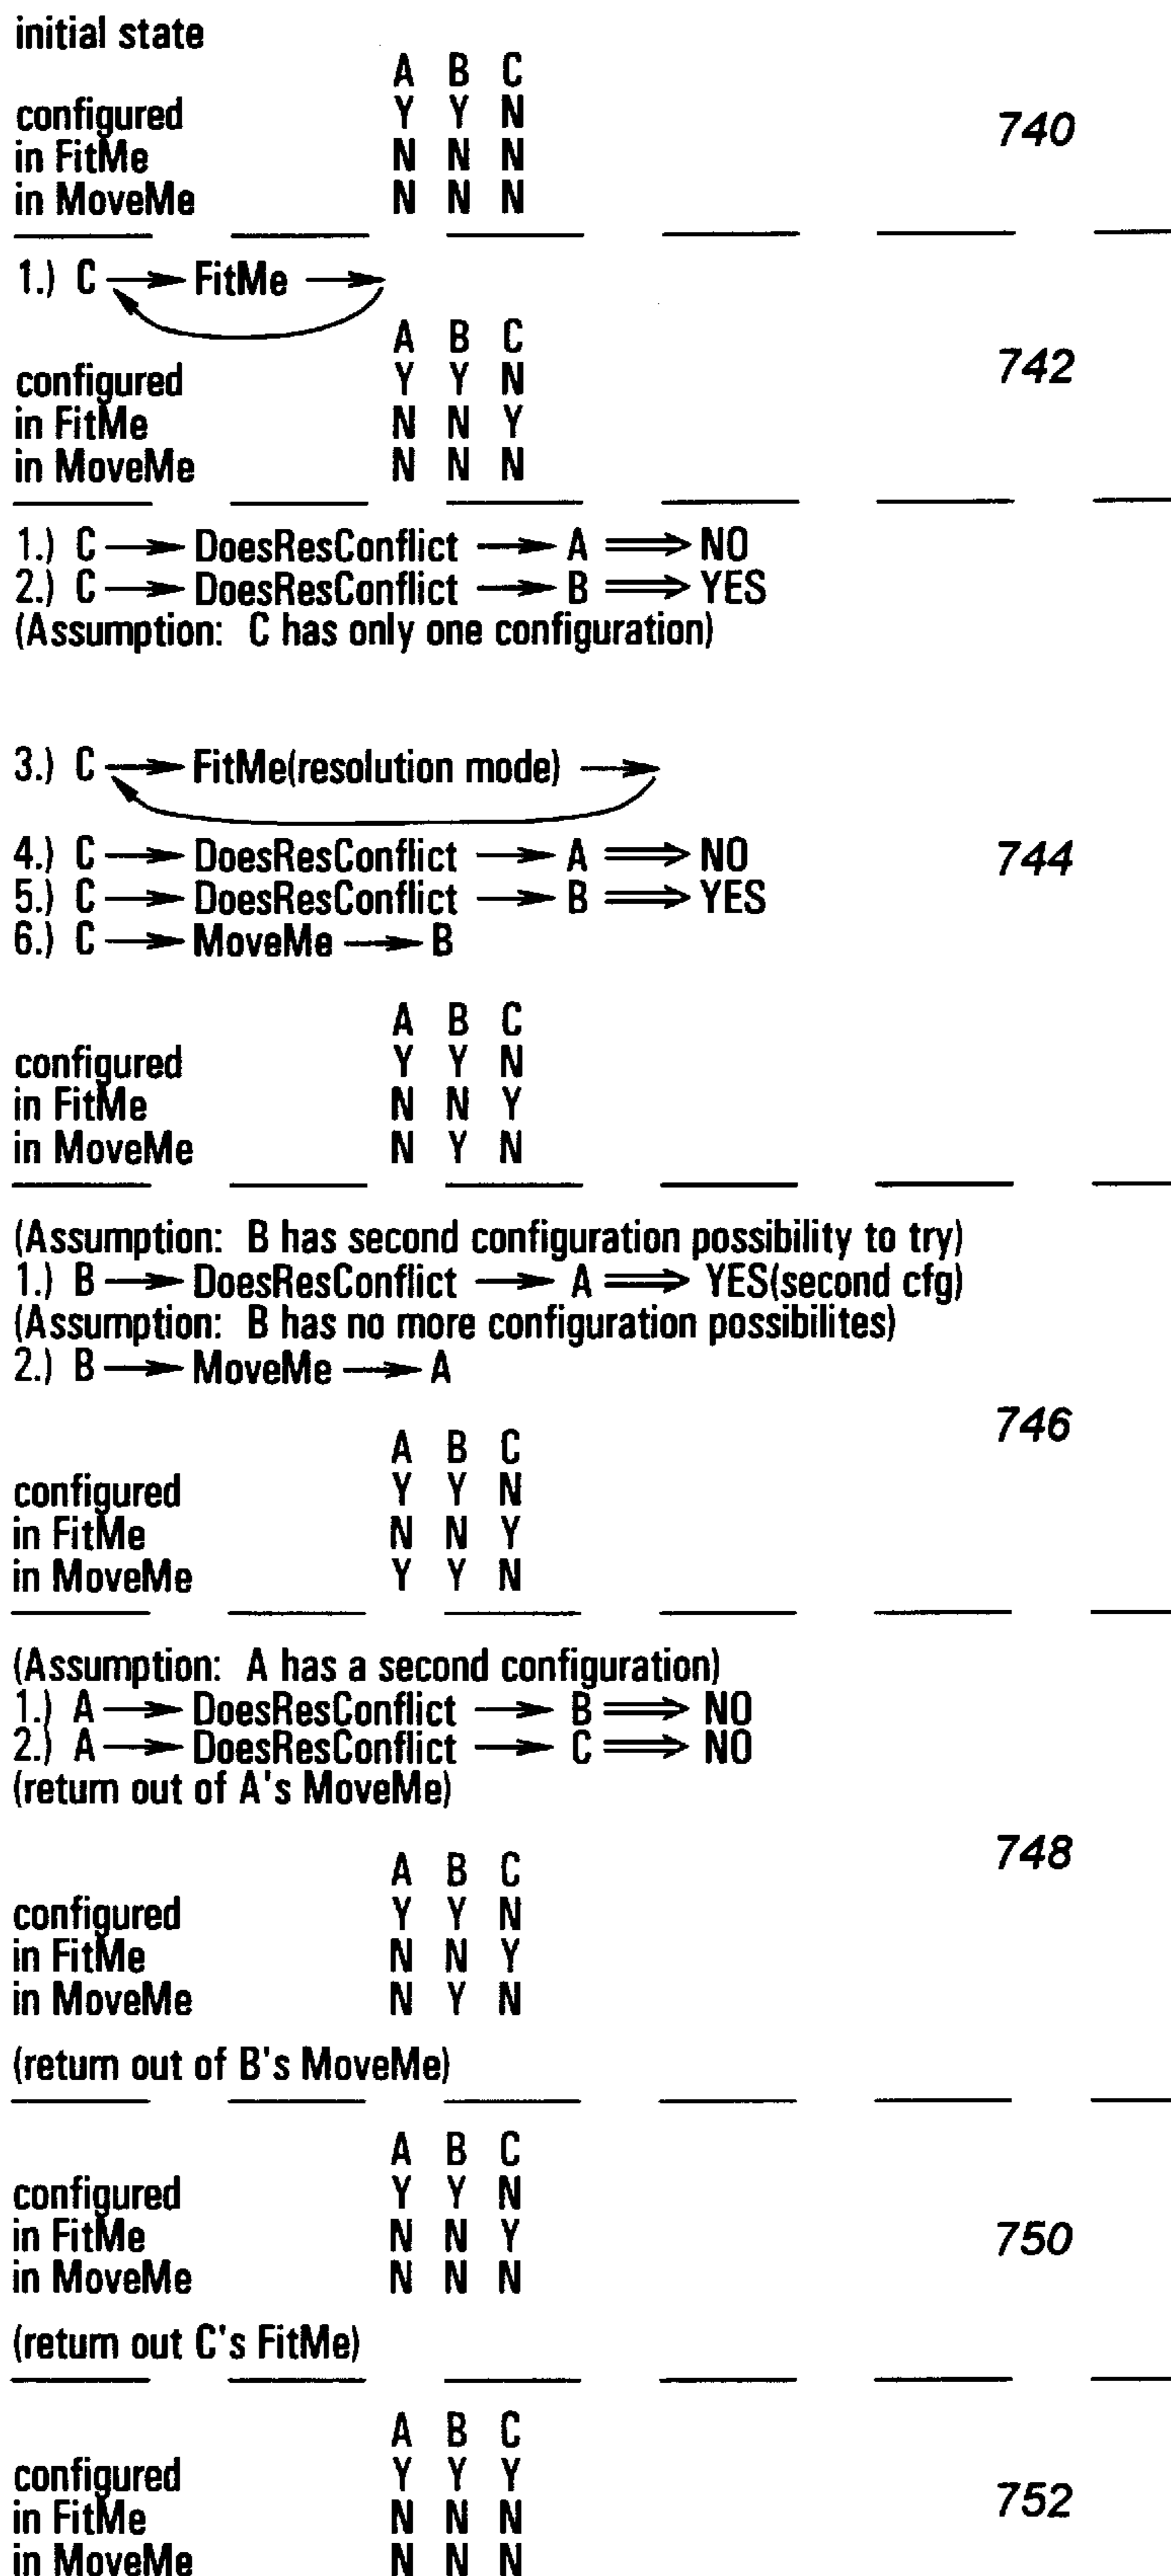 initial state
A B C
configured Y Y N
740
in FitMe N N N
in MoveMe N N N
1.) C → FitMe →
A B C
742
configured Y Y N
in FitMe N N Y
in MoveMe N N N
1.) C → DoesResConflict → A ⇒ NO
2.) C → DoesResConflict → B ⇒ YES
(Assumption: C has only one configuration)
3.) C → FitMe(resolution mode) →
4.) C → DoesResConflict → A ⇒ NO
744
5.) C → DoesResConflict → B ⇒ YES
6.) C → MoveMe → B
A B C
configured Y Y N
in FitMe N N Y
in MoveMe N Y N
(Assumption: B has second configuration possibility to try)
1.) B → DoesResConflict → A ⇒ YES(second cfg)
(Assumption: B has no more configuration possibilites)
2.) B → MoveMe → A
746
A B C
configured Y Y N
in FitMe N N Y
in MoveMe Y Y N
(Assumption: A has a second configuration)
1.) A → DoesResConflict → B ⇒ NO
2.) A → DoesResConflict → C ⇒ NO
(return out of A's MoveMe)
748
A B C
configured Y Y N
in FitMe N N Y
in MoveMe N Y N
(return out of B's MoveMe)
A B C
configured Y Y N
in FitMe N N Y
750
in MoveMe N N N
(return out C's FitMe)
A B C
configured Y Y Y
752
in FitMe N N N
in MoveMe N N N